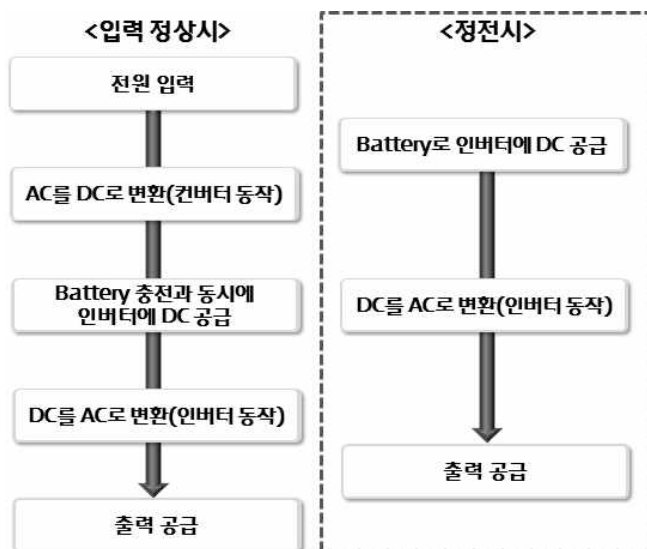 <입력 정상시>
전원 입력
AC를 DC로 변환(컨버터 동작)
Battery 충전과 동시에
인버터에 DC 공급
DC를 AC로 변환(인버터 동작)
출력 공급
<정전시>
Battery로 인버터에 DC 공급
DC를 AC로 변환(인버터 동작)
출력 공급